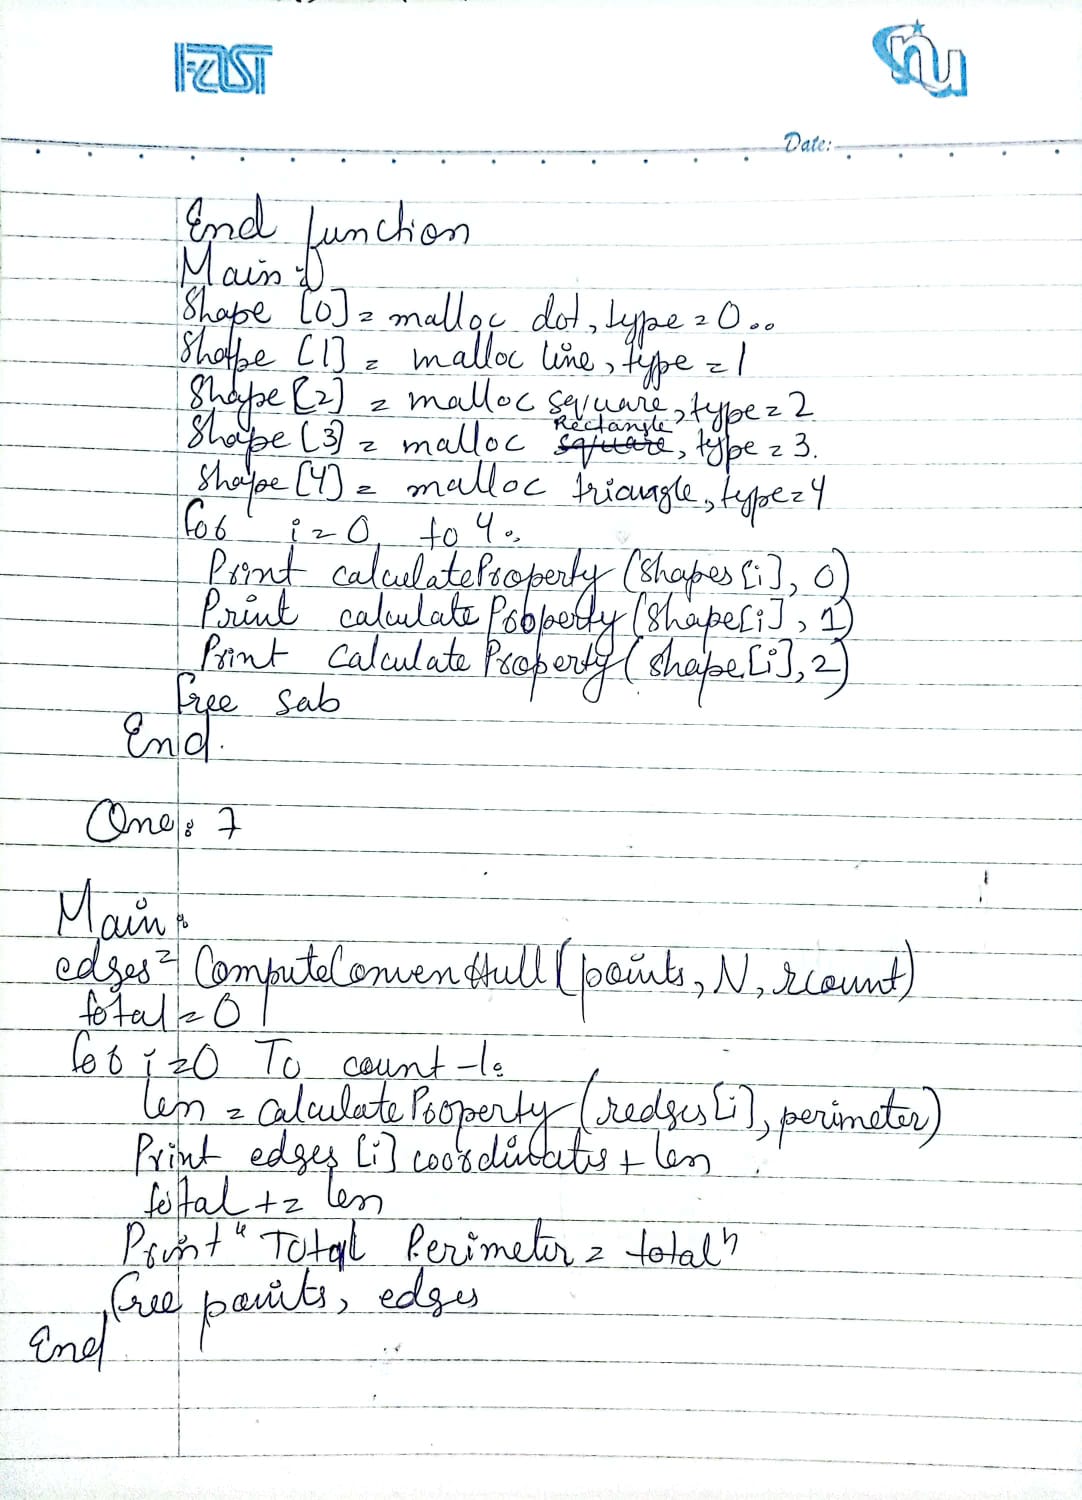 FAST
nu
Date:
End function
Main:()
Shape [0] = malloc dot, type = 0..
Shape [1] = malloc line, type = 1
Shape [2] = malloc square, type = 2
Rectangle
Shape [3] = malloc square, type = 3.
Shape [4] = malloc triangle, type = 4
for i = 0 to 4:
Print calculateProperty (shapes [i], 0)
Print calculate Property (shape[i], 1)
Print calculate Property (shape[i], 2)
free sab
End.
One: 7
Main:
edges = ComputeConvenHull (points, N, rcount)
total = 0
for i = 0 To count -1:
len = calculate Property (redges [i], perimeter)
Print edges [i] coordinates + len
total += len
Print "Total Perimeter = total"
free points, edges
End